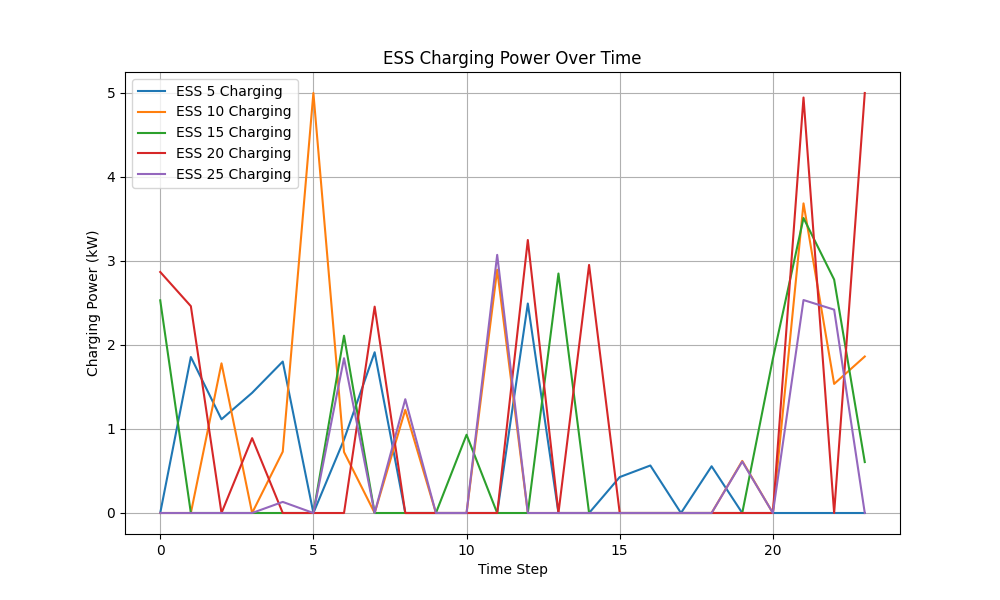 ESS Charging Power Over Time
ESS 5 Charging
ESS 10 Charging
ESS 15 Charging
ESS 20 Charging
ESS 25 Charging
Charging Power (kW)
5
4
3
2
1
0
0 5 10 15 20
Time Step